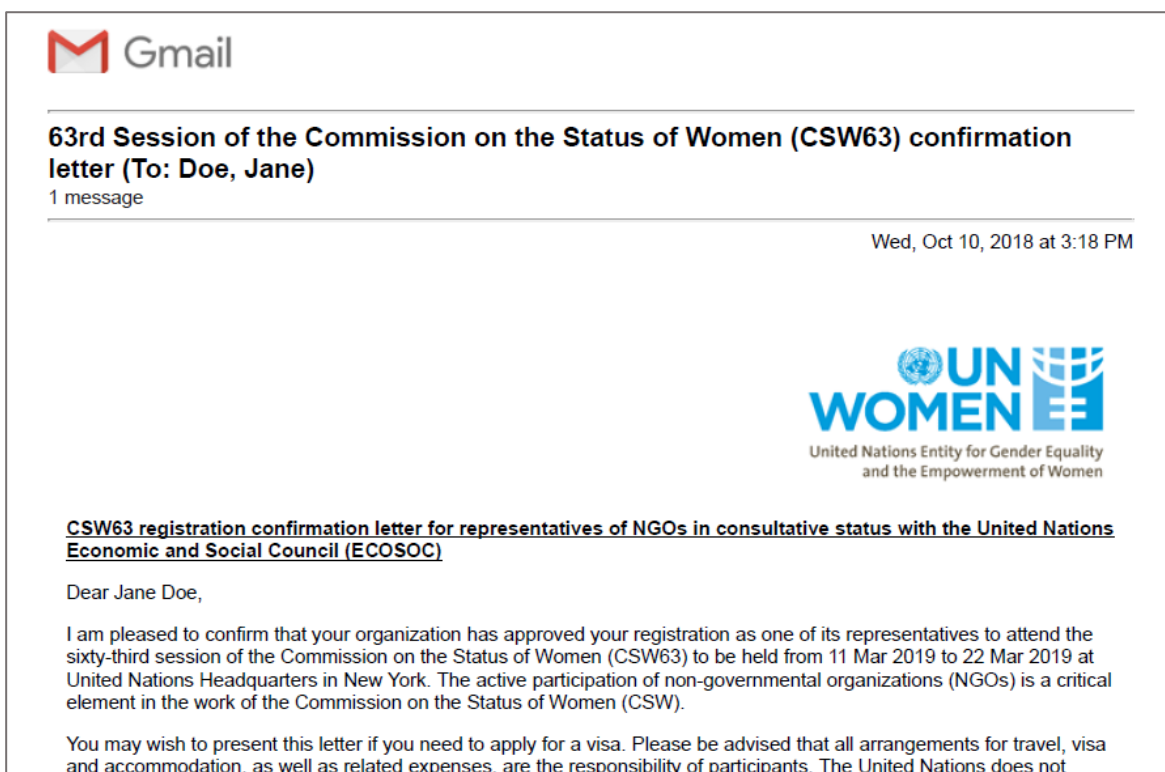 Gmail
63rd Session of the Commission on the Status of Women (CSW63) confirmation
letter (To: Doe, Jane)
1 message
Wed, Oct 10, 2018 at 3:18 PM
UN
WOMEN
United Nations Entity for Gender Equality
and the Empowerment of Women
CSW63 registration confirmation letter for representatives of NGOs in consultative status with the United Nations
Economic and Social Council (ECOSOC)
Dear Jane Doe,
I am pleased to confirm that your organization has approved your registration as one of its representatives to attend the
sixty-third session of the Commission on the Status of Women (CSW63) to be held from 11 Mar 2019 to 22 Mar 2019 at
United Nations Headquarters in New York. The active participation of non-governmental organizations (NGOs) is a critical
element in the work of the Commission on the Status of Women (CSW).
You may wish to present this letter if you need to apply for a visa. Please be advised that all arrangements for travel, visa
and accommodation, as well as related expenses, are the responsibility of participants. The United Nations does not